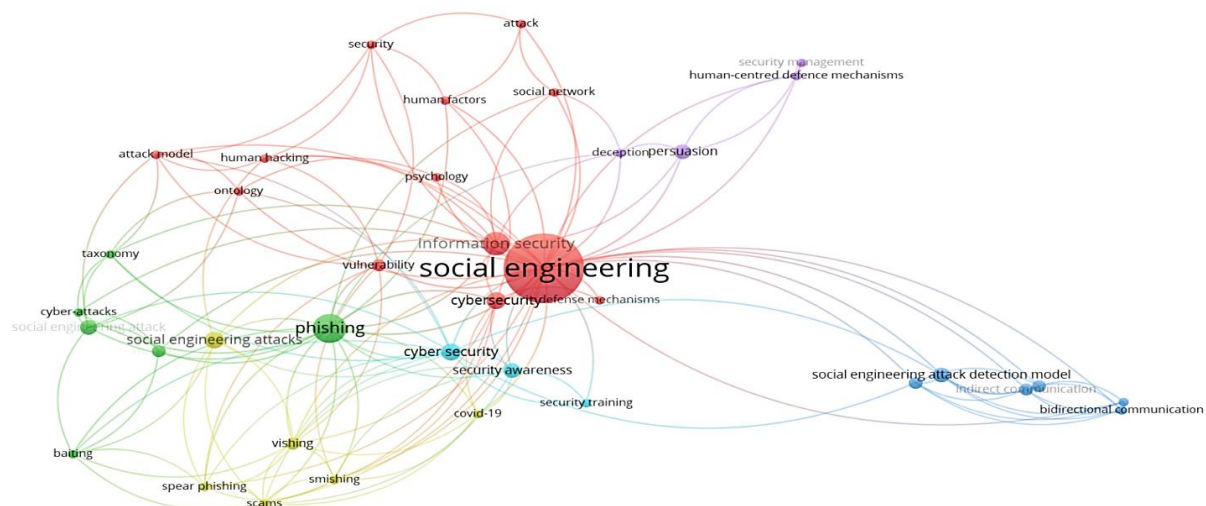 attack
security
security management
human-centred defence mechanisms
human factors
social network
attack model
human hacking
deception
persuasion
psychology
ontology
Information security
taxonomy
vulnerability
social engineering
cybersecurity
defense mechanisms
cyber-attacks
social engineering attack
phishing
social engineering attacks
cyber security
security awareness
social engineering attack detection model
indirect communication
security training
bidirectional communication
covid-19
vishing
baiting
smishing
spear phishing
scams